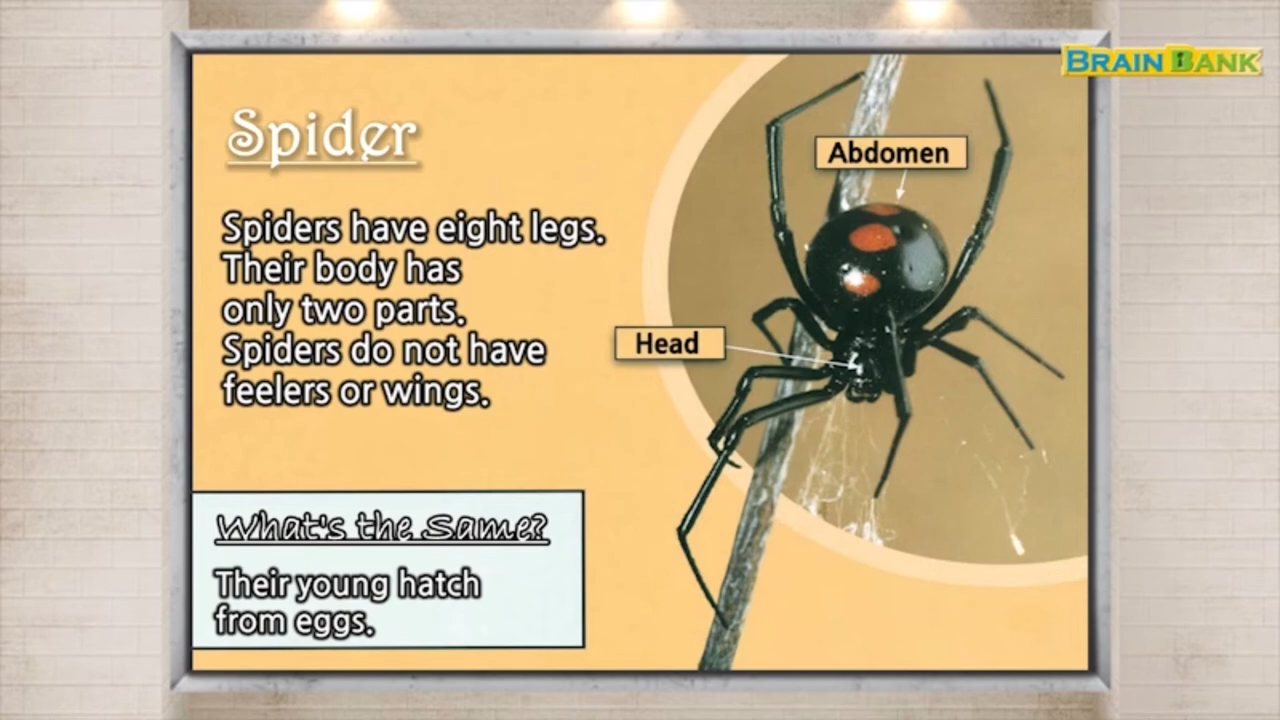 BRAIN BANK
Spider
Abdomen
Spiders have eight legs.
Their body has
only two parts.
Spiders do not have
feelers or wings.
Head
What's the Same?
Their young hatch
from eggs.